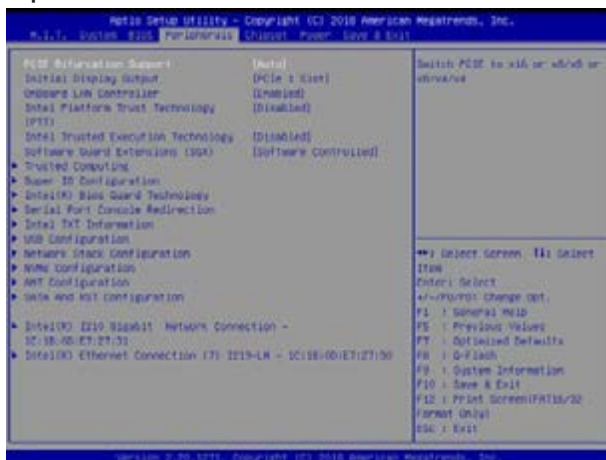 Aptio Setup Utility – Copyright (C) 2018 American Megatrends, Inc.
M.I.T. System BIOS Peripherals Chipset Power Save & Exit
PCIE Bifurcation Support [Auto]
Initial Display Output [PCIe 1 Slot]
OnBoard LAN Controller [Enabled]
Intel Platform Trust Technology [Disabled]
(PTT)
Intel Trusted Execution Technology [Disabled]
Software Guard Extensions (SGX) [Software Controlled]
Trusted Computing
Super IO Configuration
Intel(R) Bios Guard Technology
Serial Port Console Redirection
Intel TXT Information
USB Configuration
Network Stack Configuration
NVMe Configuration
AMT Configuration
SATA And RST Configuration
Intel(R) I210 Gigabit Network Connection –
Intel(R) Ethernet Connection (7) I219-LM –
Switch PCIE to x16 or x8/x8 or
x8/x4/x4
: Select Screen : Select
Item
Enter: Select
+/-/PU/PD: Change Opt.
F1 : General Help
F5 : Previous Values
F7 : Optimized Defaults
F8 : Q-Flash
F9 : System Information
F10 : Save & Exit
F12 : Print Screen(FAT16/32
Format Only)
ESC : Exit
Version 2.20.1271. Copyright (C) 2018 American Megatrends, Inc.